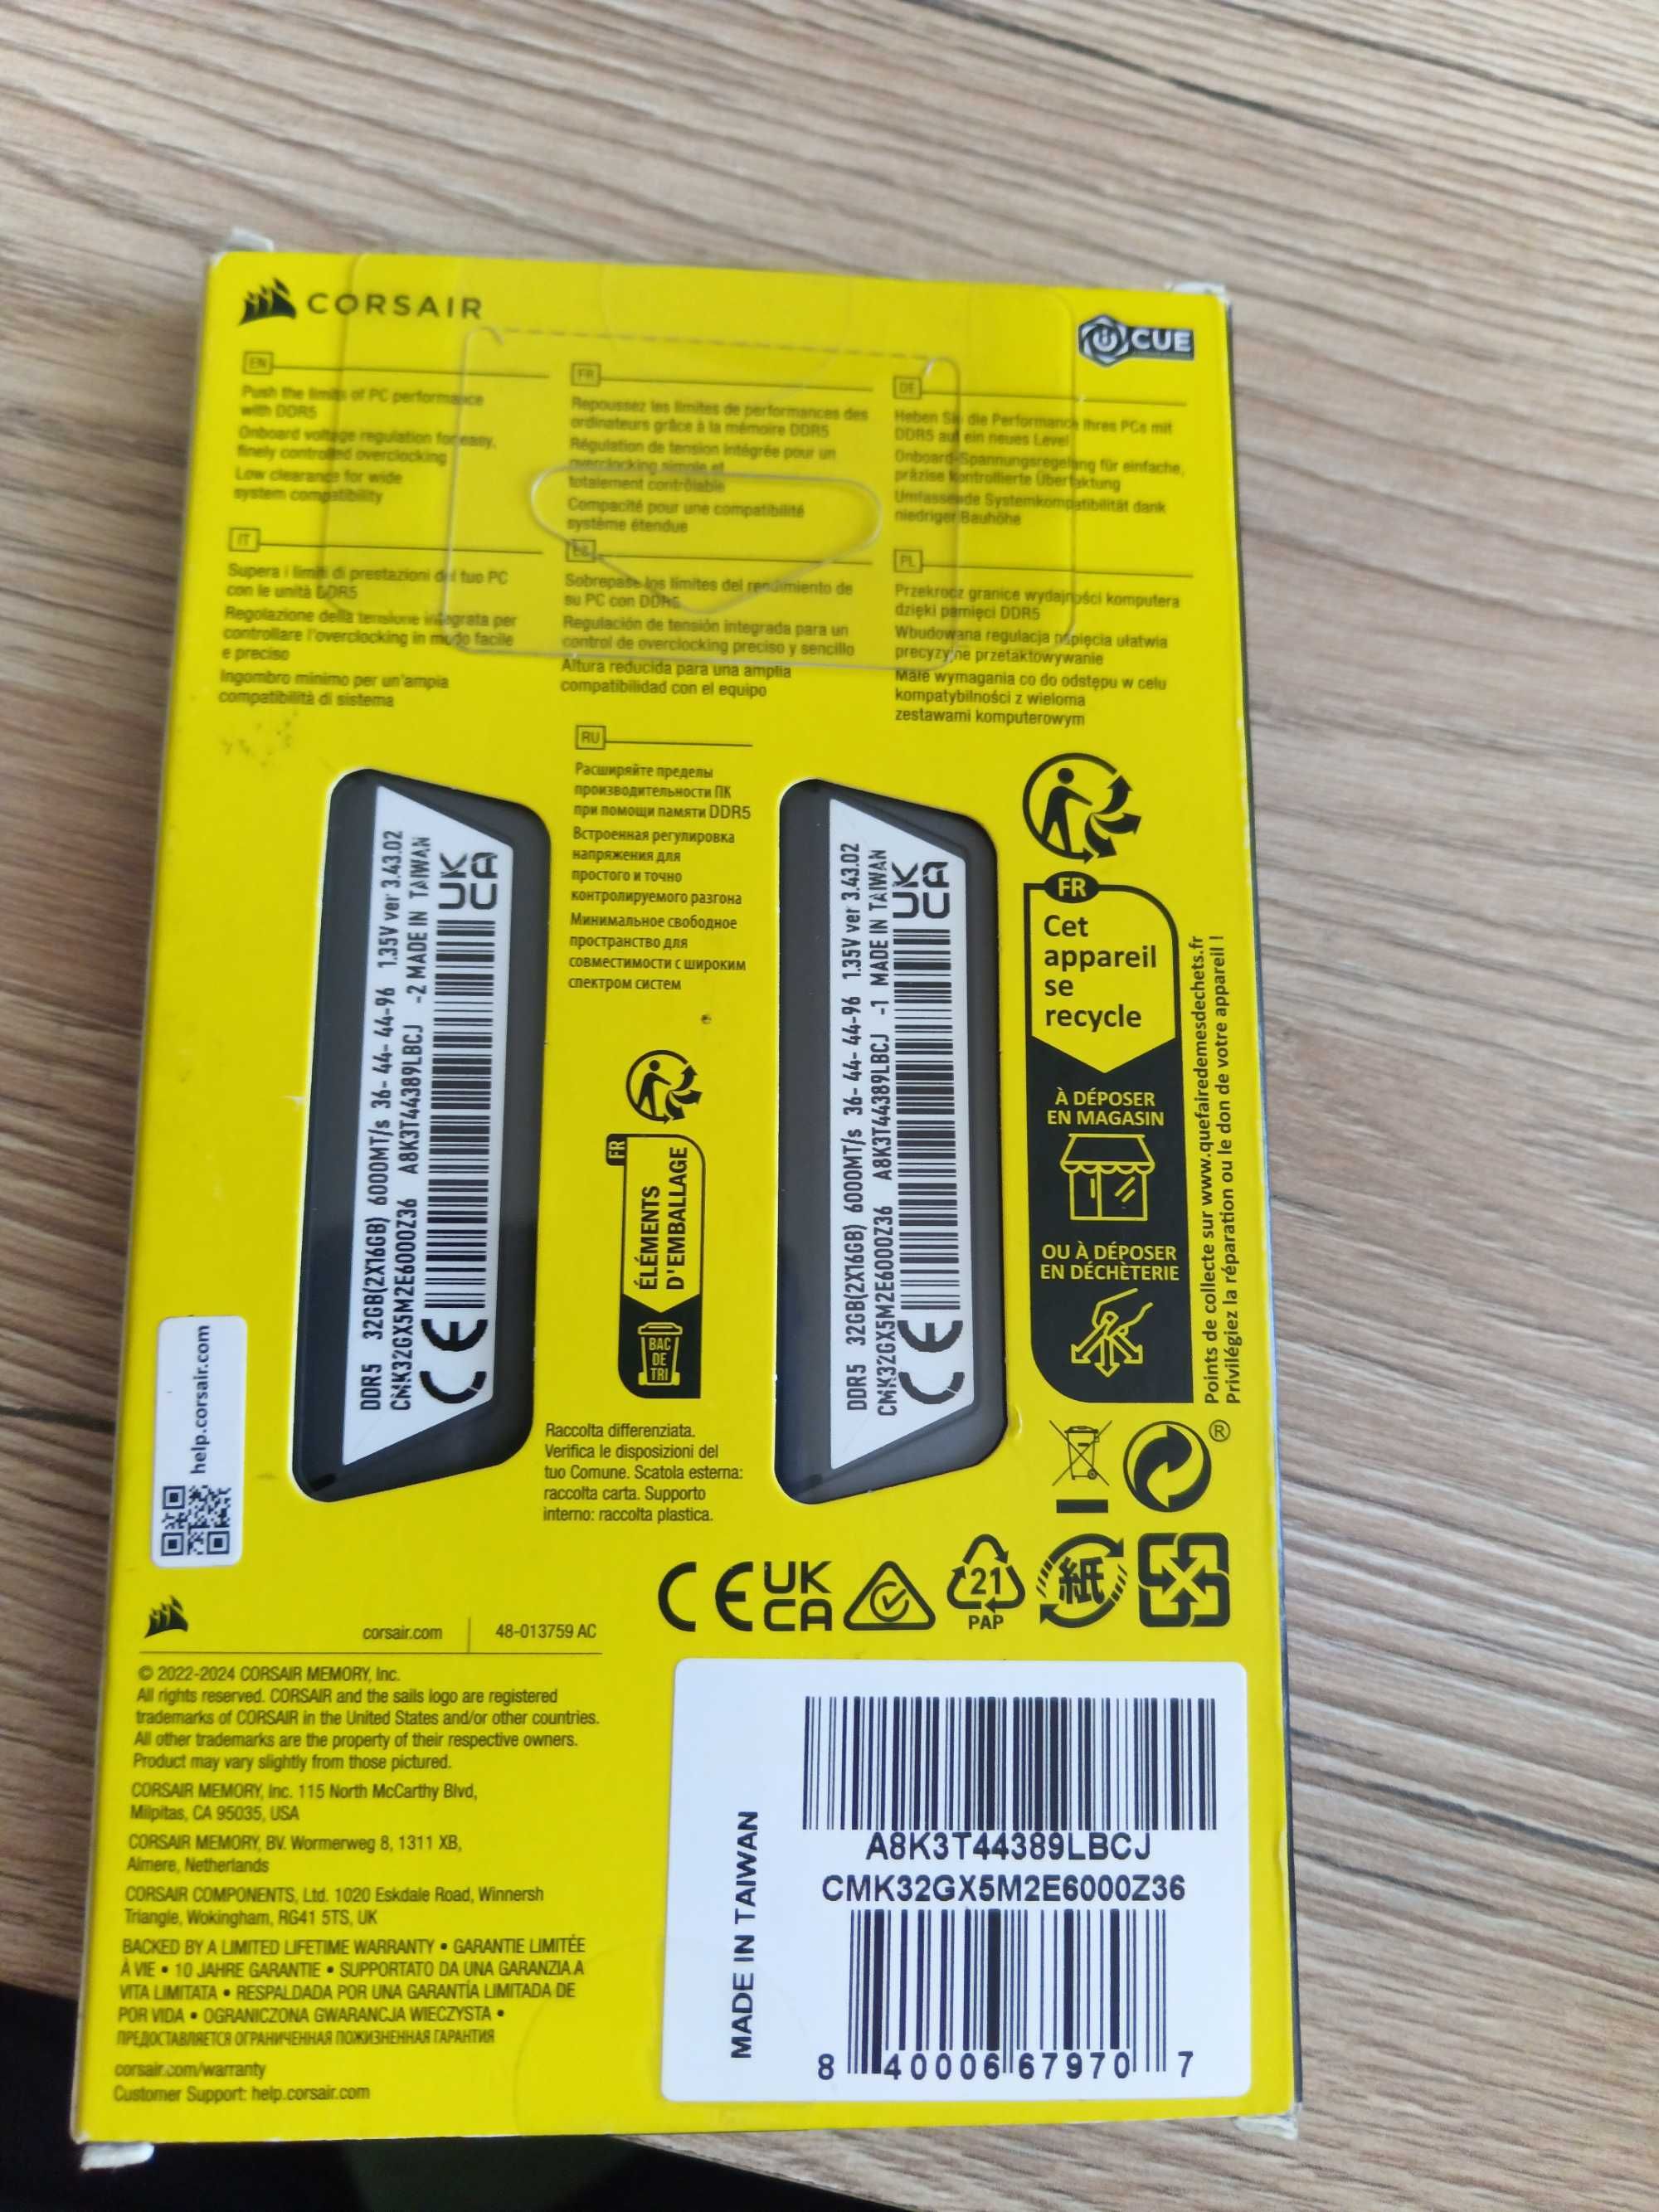 CORSAIR
iCUE
EN
Push the limits of PC performance
with DDR5
Onboard voltage regulation for easy,
finely controlled overclocking
Low clearance for wide
system compatibility
FR
Repoussez les limites de performances des
ordinateurs grâce à la mémoire DDR5
Régulation de tension intégrée pour un
overclocking simple et
totalement contrôlable
Compacité pour une compatibilité
système étendue
DE
Heben Sie die Performance Ihres PCs mit
DDR5 auf ein neues Level
Onboard-Spannungsregelung für einfache,
präzise kontrollierte Übertaktung
Umfassende Systemkompatibilität dank
niedriger Bauhöhe
IT
Supera i limiti di prestazioni del tuo PC
con le unità DDR5
Regolazione della tensione integrata per
controllare l'overclocking in modo facile
e preciso
Ingombro minimo per un'ampia
compatibilità di sistema
ES
Sobrepase los límites del rendimiento de
su PC con DDR5
Regulación de tensión integrada para un
control de overclocking preciso y sencillo
Altura reducida para una amplia
compatibilidad con el equipo
PL
Przekrocz granice wydajności komputera
dzięki pamięci DDR5
Wbudowana regulacja napięcia ułatwia
precyzyjne przetaktowywanie
Małe wymagania co do odstępu w celu
kompatybilności z wieloma
zestawami komputerowym
RU
Расширяйте пределы
производительности ПК
при помощи памяти DDR5
Встроенная регулировка
напряжения для
простого и точно
контролируемого разгона
Минимальное свободное
пространство для
совместимости с широким
спектром систем
DDR5 32GB(2X16GB) 6000MT/s 36-44-44-96 1.35V ver 3.43.02
CMK32GX5M2E6000Z36 A8K3T44389LBCJ -2 MADE IN TAIWAN
CE UK CA
DDR5 32GB(2X16GB) 6000MT/s 36-44-44-96 1.35V ver 3.43.02
CMK32GX5M2E6000Z36 A8K3T44389LBCJ -1 MADE IN TAIWAN
CE UK CA
FR
Cet
appareil
se
recycle
À DÉPOSER
EN MAGASIN
OU À DÉPOSER
EN DÉCHÈTERIE
Points de collecte sur www.quefairedemesdechets.fr
Privilégiez la réparation ou le don de votre appareil !
FR
ÉLÉMENTS
D'EMBALLAGE
BAC
DE
TRI
help.corsair.com
Raccolta differenziata.
Verifica le disposizioni del
tuo Comune. Scatola esterna:
raccolta carta. Supporto
interno: raccolta plastica.
®
CE UK CA
21
PAP
紙
corsair.com
48-013759 AC
© 2022-2024 CORSAIR MEMORY, Inc.
All rights reserved. CORSAIR and the sails logo are registered
trademarks of CORSAIR in the United States and/or other countries.
All other trademarks are the property of their respective owners.
Product may vary slightly from those pictured.
CORSAIR MEMORY, Inc. 115 North McCarthy Blvd,
Milpitas, CA 95035, USA
CORSAIR MEMORY, BV. Wormerweg 8, 1311 XB,
Almere, Netherlands
CORSAIR COMPONENTS, Ltd. 1020 Eskdale Road, Winnersh
Triangle, Wokingham, RG41 5TS, UK
BACKED BY A LIMITED LIFETIME WARRANTY • GARANTIE LIMITÉE
À VIE • 10 JAHRE GARANTIE • SUPPORTATO DA UNA GARANZIA A
VITA LIMITATA • RESPALDADA POR UNA GARANTÍA LIMITADA DE
POR VIDA • OGRANICZONA GWARANCJA WIECZYSTA •
ПРЕДОСТАВЛЯЕТСЯ ОГРАНИЧЕННАЯ ПОЖИЗНЕННАЯ ГАРАНТИЯ
corsair.com/warranty
Customer Support: help.corsair.com
MADE IN TAIWAN
A8K3T44389LBCJ
CMK32GX5M2E6000Z36
8 40006 67970 7